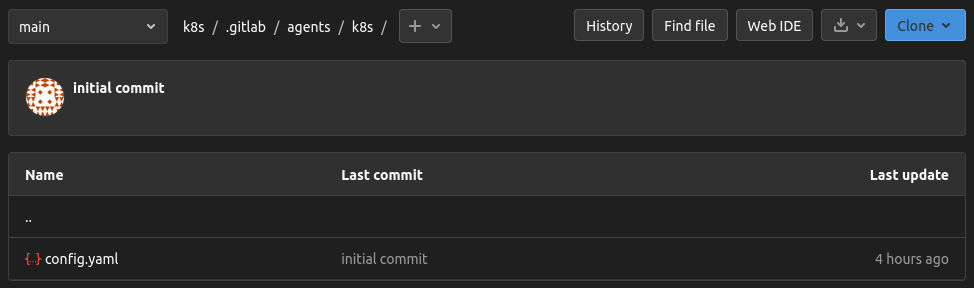 main k8s / .gitlab / agents / k8s / + History Find file Web IDE Clone
initial commit
Name Last commit Last update
..
{..} config.yaml initial commit 4 hours ago